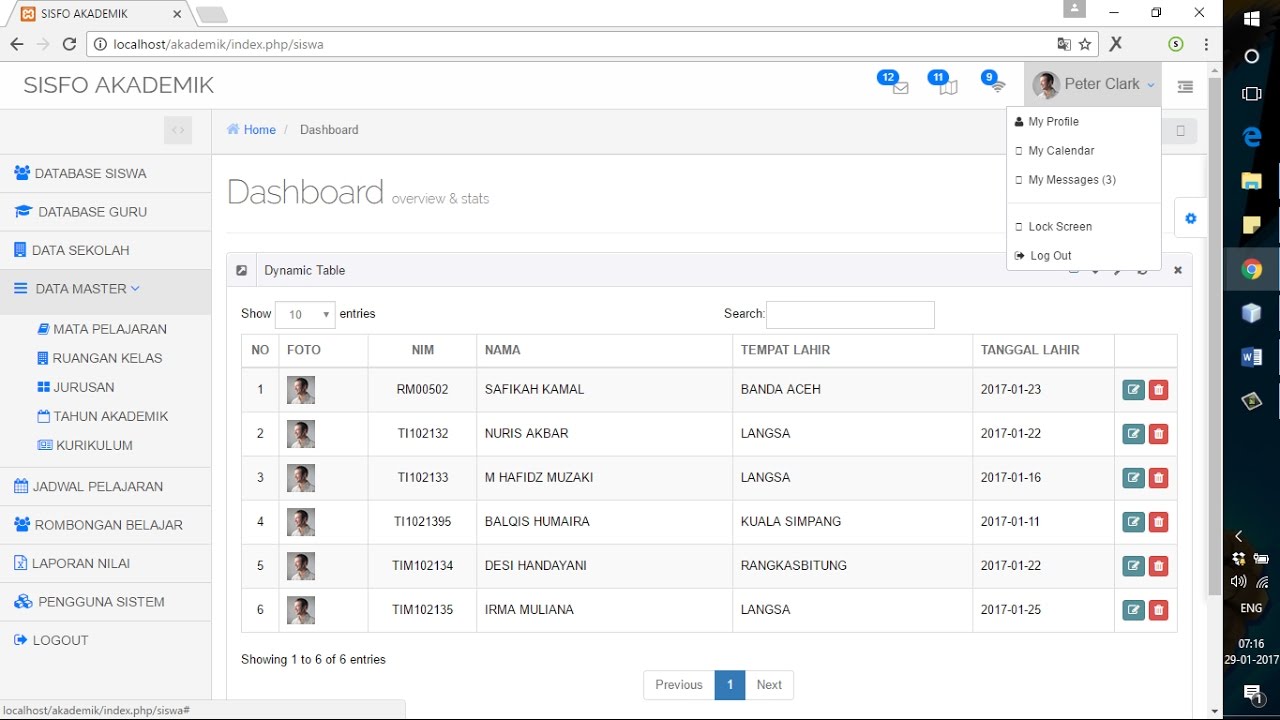 SISFO AKADEMIK
localhost/akademik/index.php/siswa
SISFO AKADEMIK
12
11
9
Peter Clark
Home / Dashboard
My Profile
My Calendar
My Messages (3)
Lock Screen
Log Out
DATABASE SISWA
DATABASE GURU
DATA SEKOLAH
DATA MASTER
MATA PELAJARAN
RUANGAN KELAS
JURUSAN
TAHUN AKADEMIK
KURIKULUM
JADWAL PELAJARAN
ROMBONGAN BELAJAR
LAPORAN NILAI
PENGGUNA SISTEM
LOGOUT
Dashboard overview & stats
Dynamic Table
Show 10 entries Search:
NO FOTO NIM NAMA TEMPAT LAHIR TANGGAL LAHIR
1 RM00502 SAFIKAH KAMAL BANDA ACEH 2017-01-23
2 TI102132 NURIS AKBAR LANGSA 2017-01-22
3 TI102133 M HAFIDZ MUZAKI LANGSA 2017-01-16
4 TI1021395 BALQIS HUMAIRA KUALA SIMPANG 2017-01-11
5 TIM102134 DESI HANDAYANI RANGKASBITUNG 2017-01-22
6 TIM102135 IRMA MULIANA LANGSA 2017-01-25
Showing 1 to 6 of 6 entries
Previous 1 Next
localhost/akademik/index.php/siswa#
ENG
07:16
29-01-2017
1